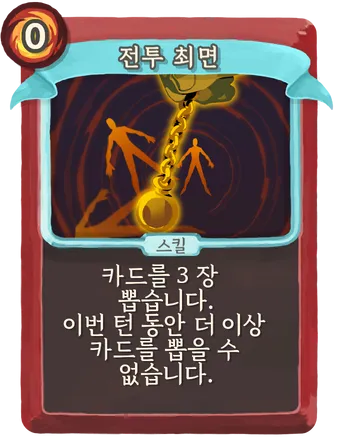 0
전투 최면
스킬
카드를 3 장
뽑습니다.
이번 턴 동안 더 이상
카드를 뽑을 수
없습니다.